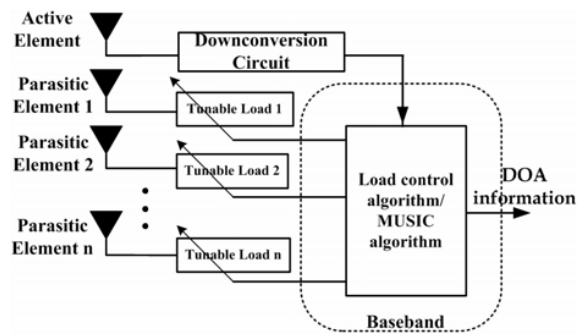 Active
Element
Downconversion
Circuit
Parasitic
Element 1
Tunable Load 1
Parasitic
Element 2
Tunable Load 2
Parasitic
Element n
Tunable Load n
Load control
algorithm/
MUSIC
algorithm
DOA
information
Baseband